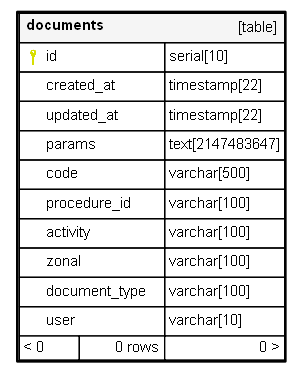 documents [table]
id serial[10]
created_at timestamp[22]
updated_at timestamp[22]
params text[2147483647]
code varchar[500]
procedure_id varchar[100]
activity varchar[100]
zonal varchar[100]
document_type varchar[100]
user varchar[10]
< 0 0 rows 0 >